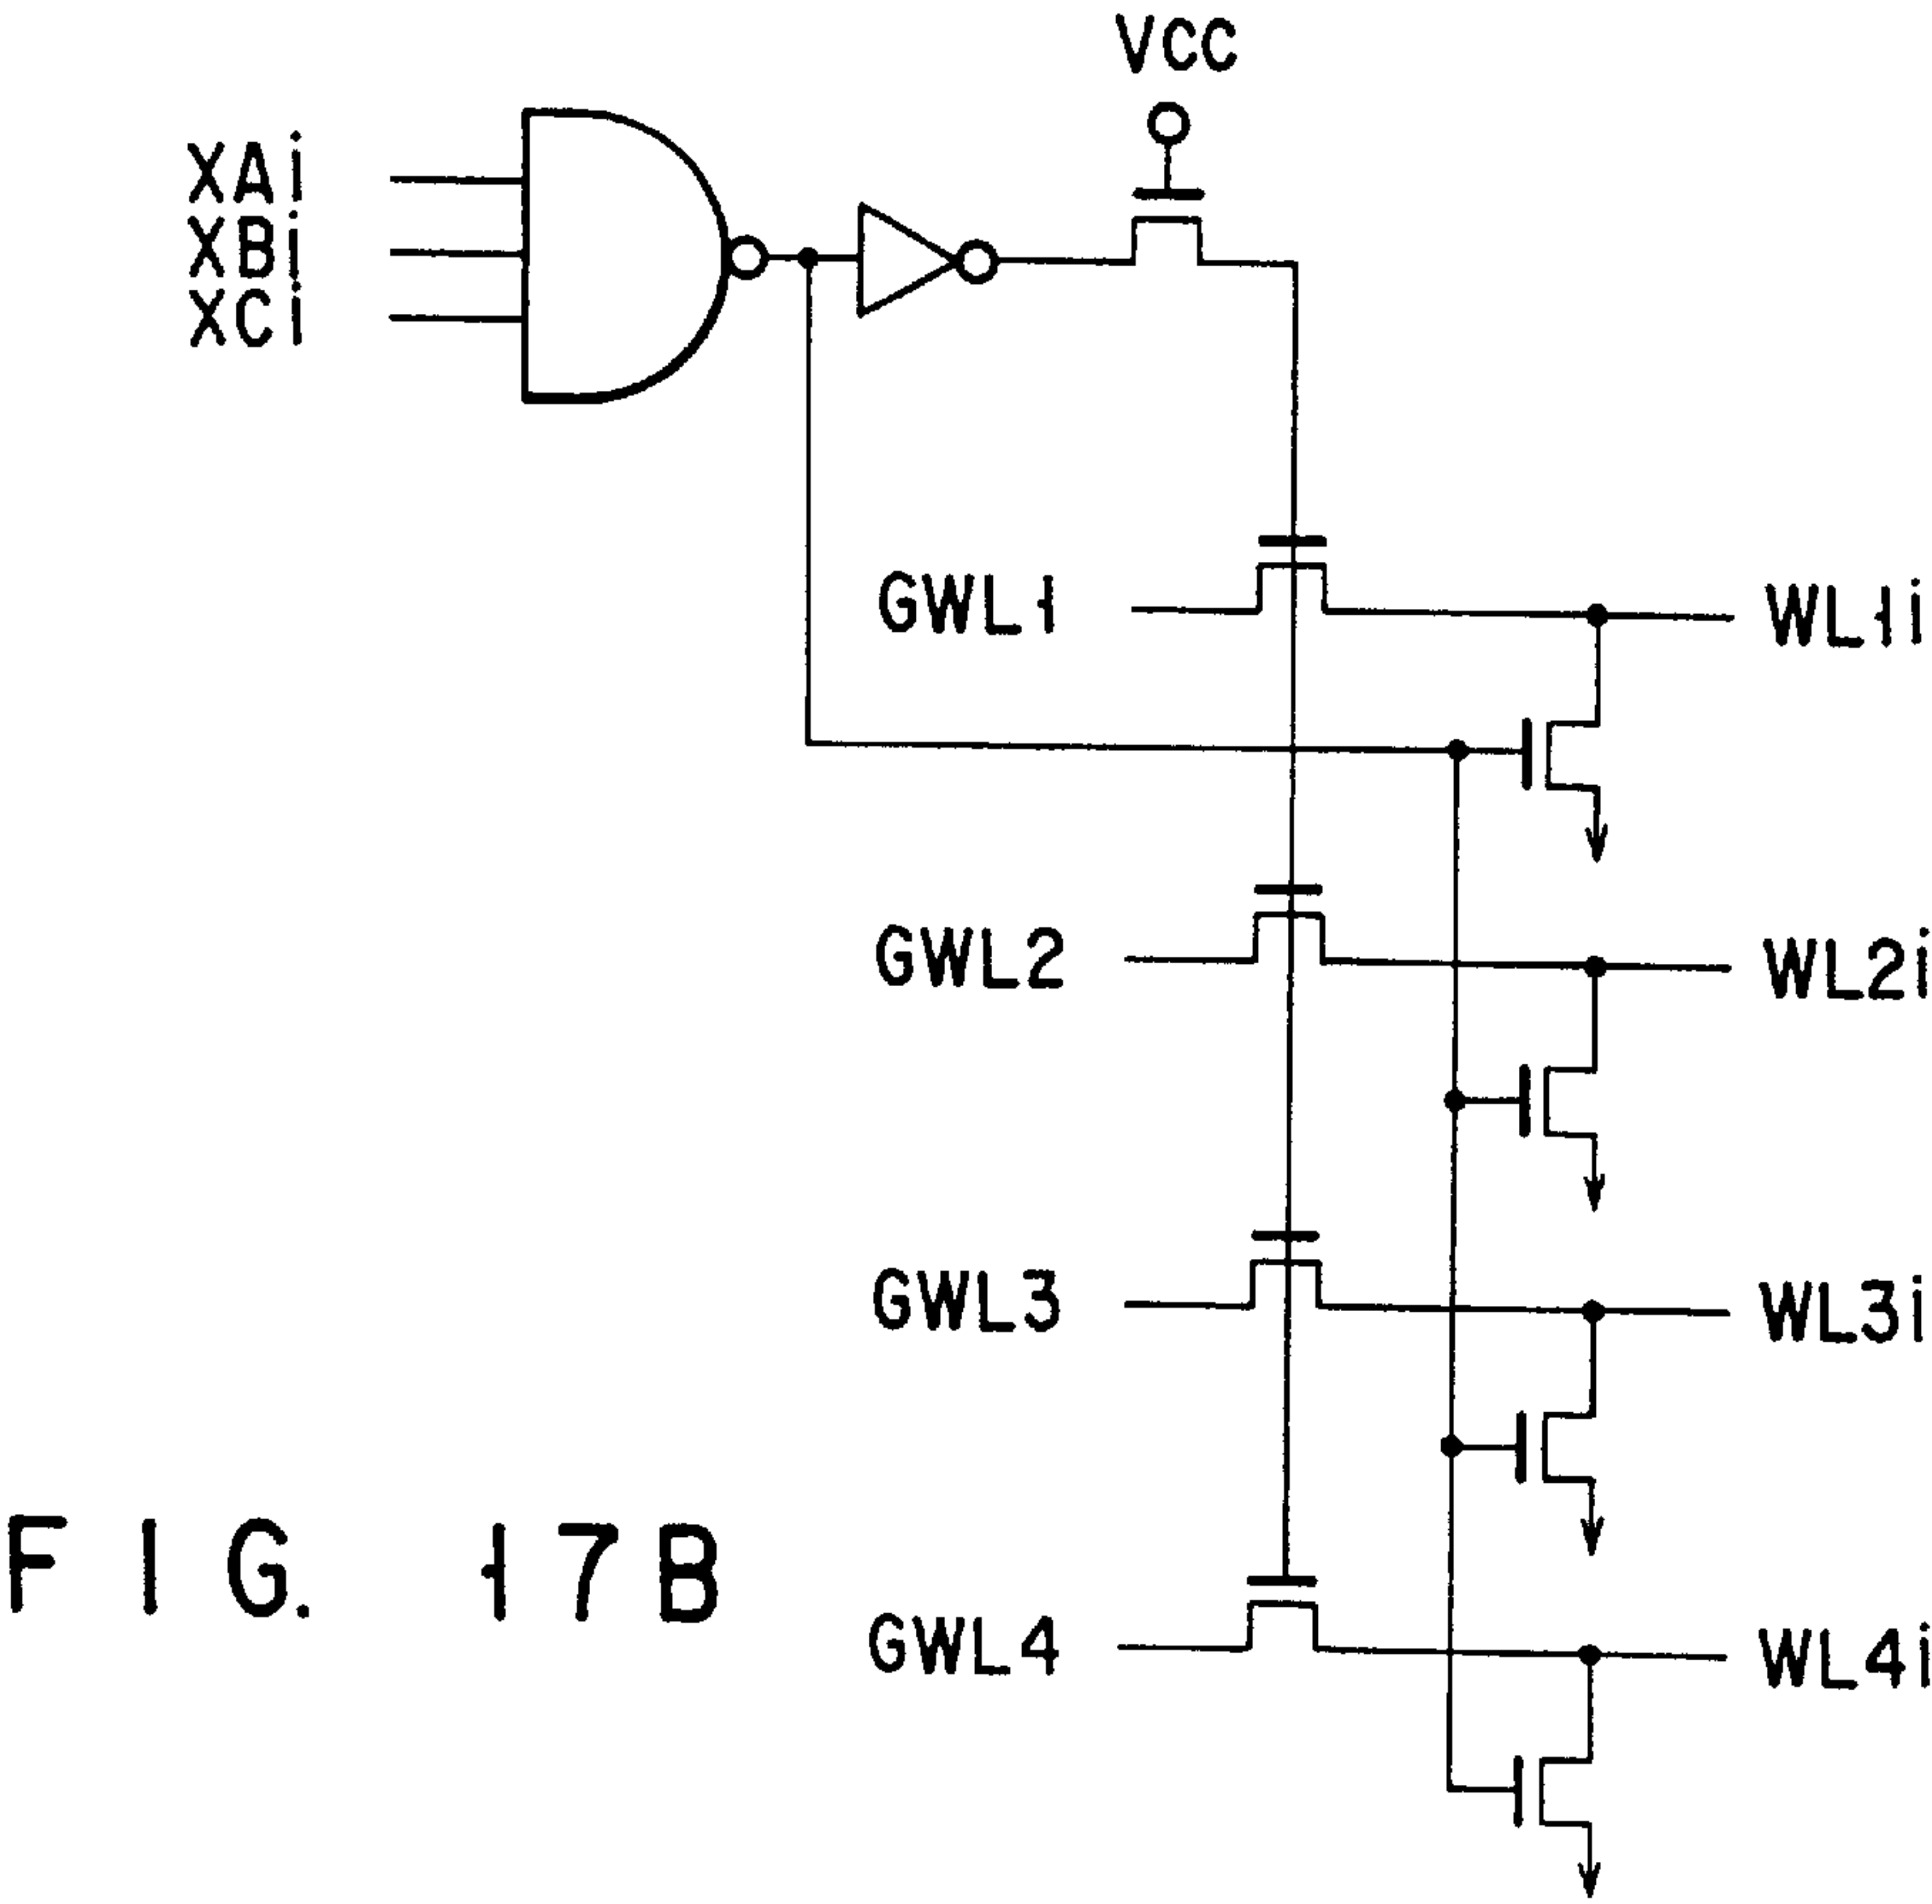 VCC
XAi
XBi
XCi
GWL1 WL1i
GWL2 WL2i
GWL3 WL3i
GWL4 WL4i
FIG. 17B